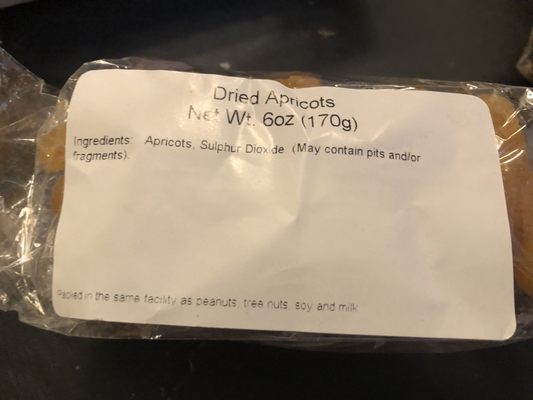 Dried Apricots
Net Wt. 6oz (170g)
Ingredients: Apricots, Sulphur Dioxide (May contain pits and/or
fragments).
Packed in the same facility as peanuts, tree nuts, soy and milk